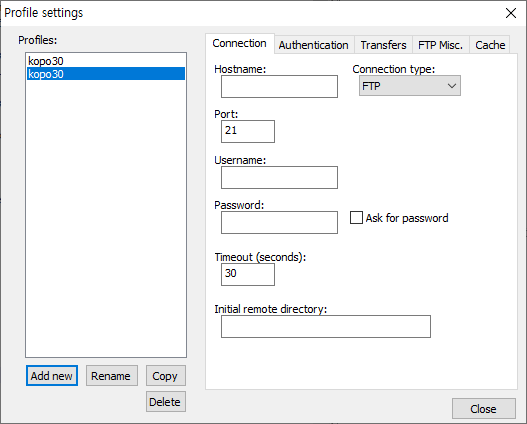 Profile settings
Profiles:
kopo30
kopo30
Add new
Rename
Copy
Delete
Connection
Authentication
Transfers
FTP Misc.
Cache
Hostname:
Connection type:
FTP
Port:
21
Username:
Password:
Ask for password
Timeout (seconds):
30
Initial remote directory:
Close